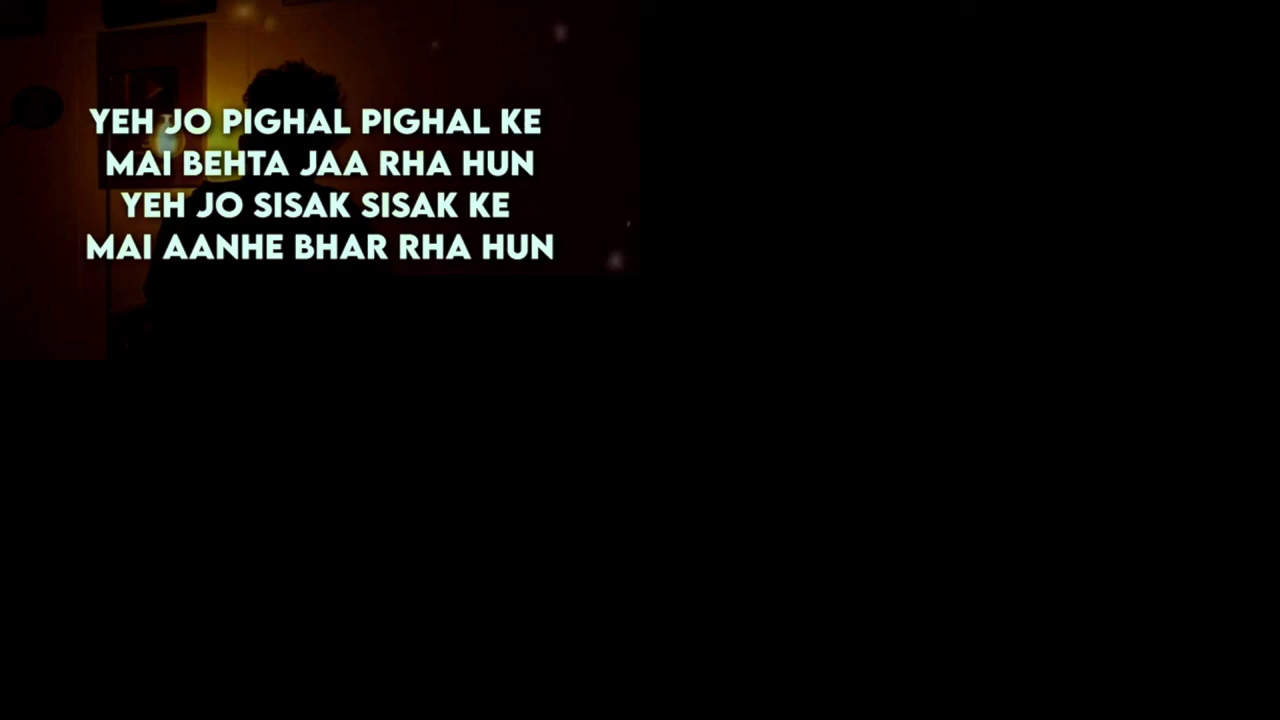 YEH JO PIGHAL PIGHAL KE
MAI BEHTA JAA RHA HUN
YEH JO SISAK SISAK KE
MAI AANHE BHAR RHA HUN